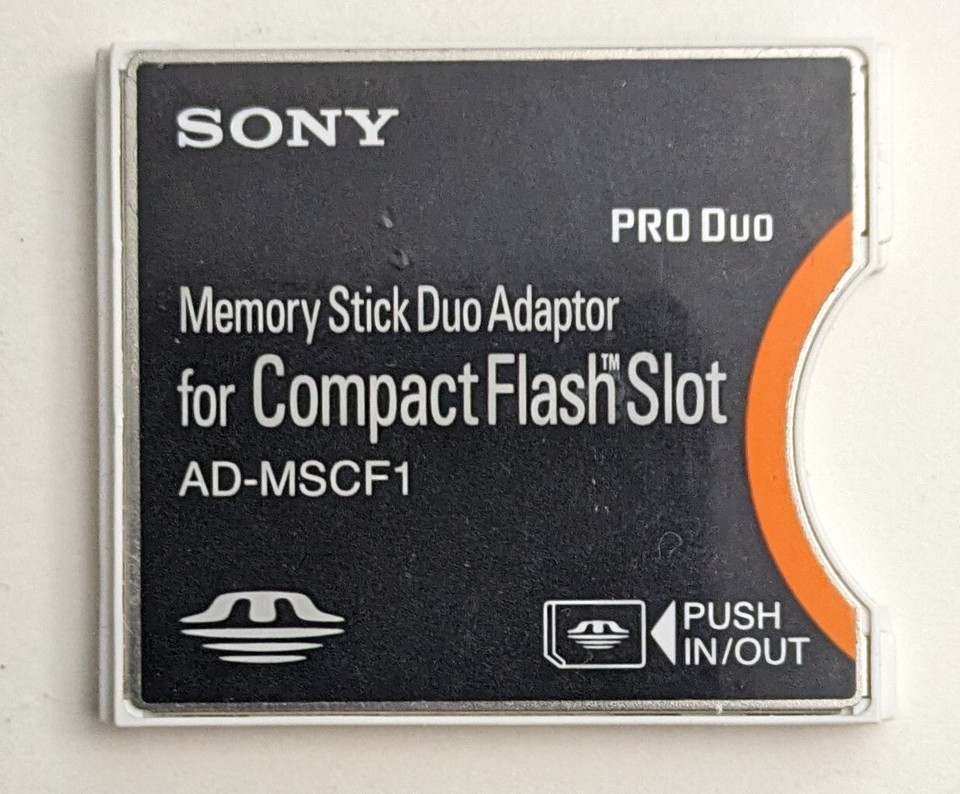 SONY
PRO Duo
Memory Stick Duo Adaptor
for CompactFlash™ Slot
AD-MSCF1
PUSH
IN/OUT